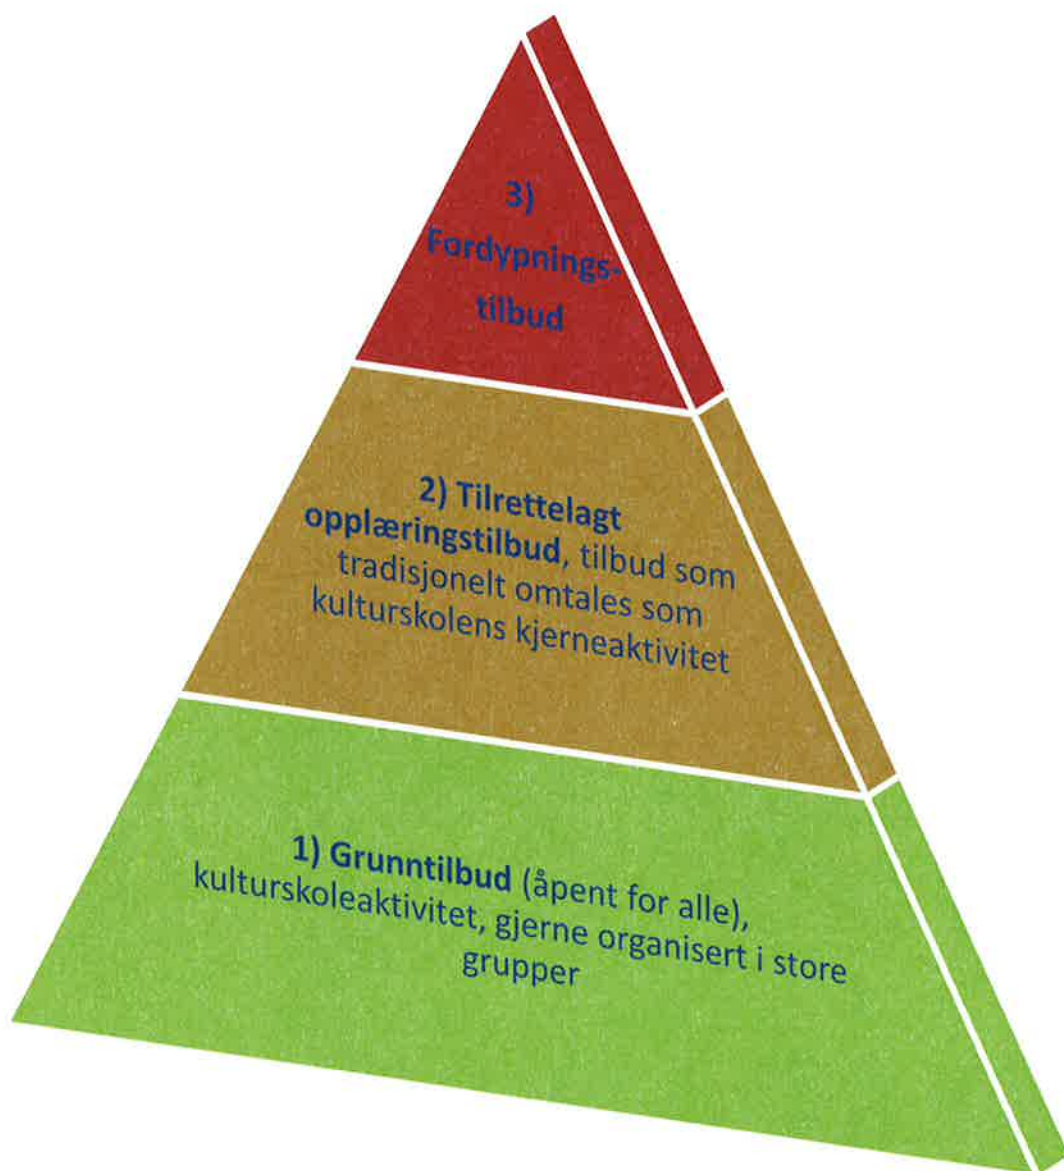 3)
Fordypnings-
tilbud
2) Tilrettelagt
opplæringstilbud, tilbud som
tradisjonelt omtales som
kulturskolens kjerneaktivitet
1) Grunntilbud (åpent for alle),
kulturskoleaktivitet, gjerne organisert i store
grupper